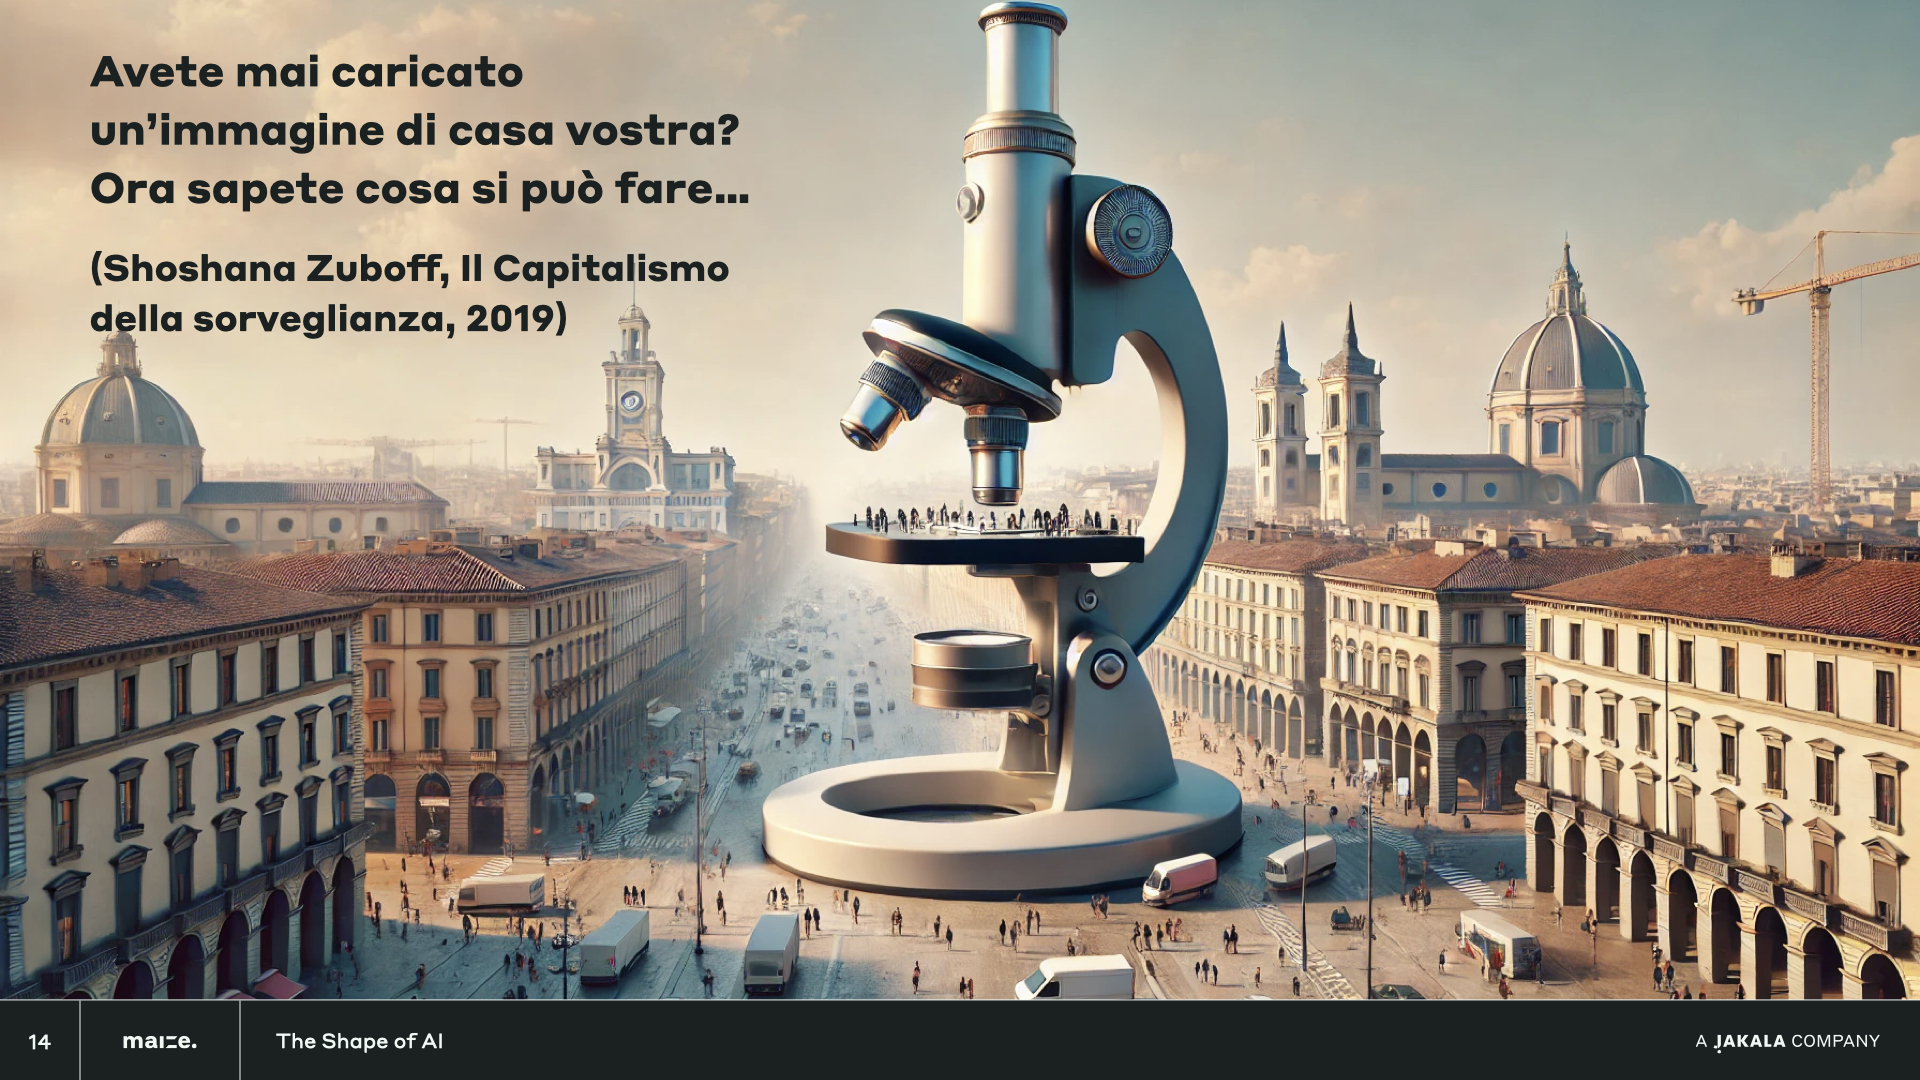 Avete mai caricato
un’immagine di casa vostra?
Ora sapete cosa si può fare...
(Shoshana Zuboff, Il Capitalismo
della sorveglianza, 2019)
14
maize.
The Shape of AI
A JAKALA COMPANY